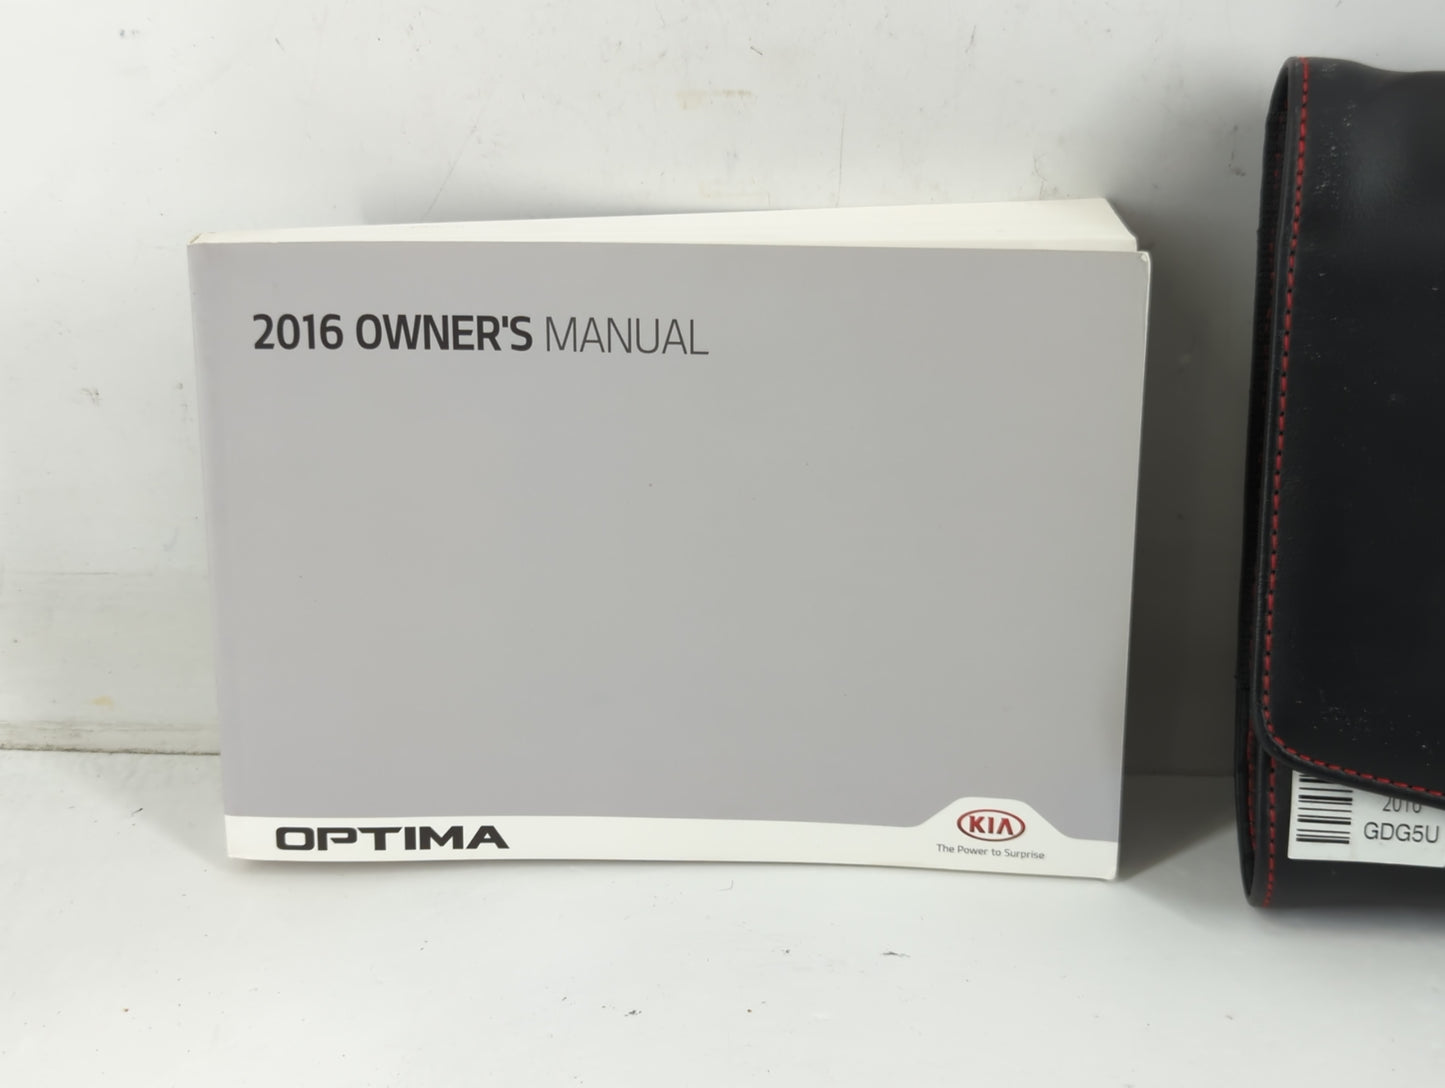 2016 OWNER'S MANUAL
OPTIMA
KIA
The Power to Surprise
2016
GDG5U